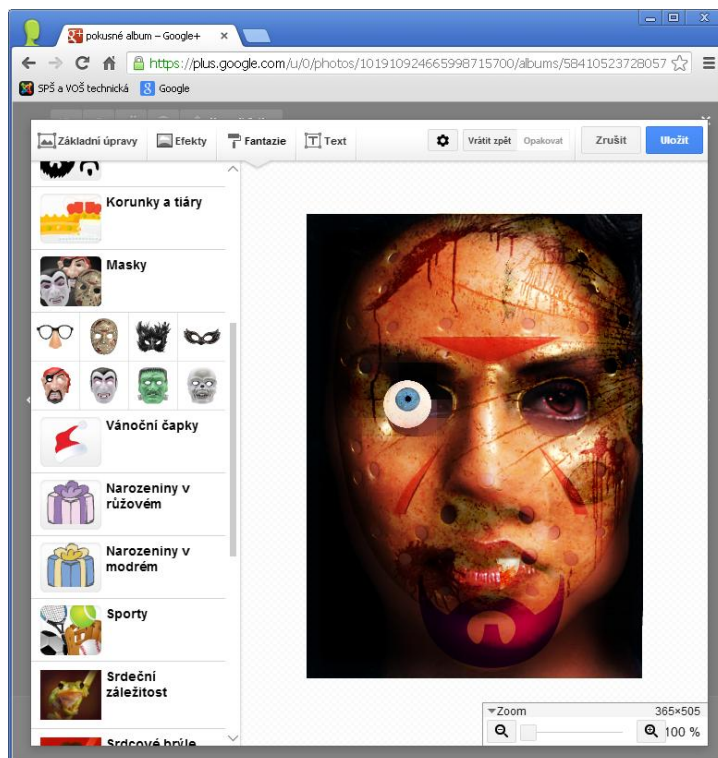 pokusné album – Google+
https://plus.google.com/u/0/photos/101910924665998715700/albums/58410523728057
SPŠ a VOŠ technická Google
Základní úpravy Efekty Fantazie Text Vrátit zpět Opakovat Zrušit Uložit
Korunky a tiáry
Masky
Vánoční čapky
Narozeniny v
růžovém
Narozeniny v
modrém
Sporty
Srdeční
záležitost
Srdcové brýle
Zoom 365×505
100 %